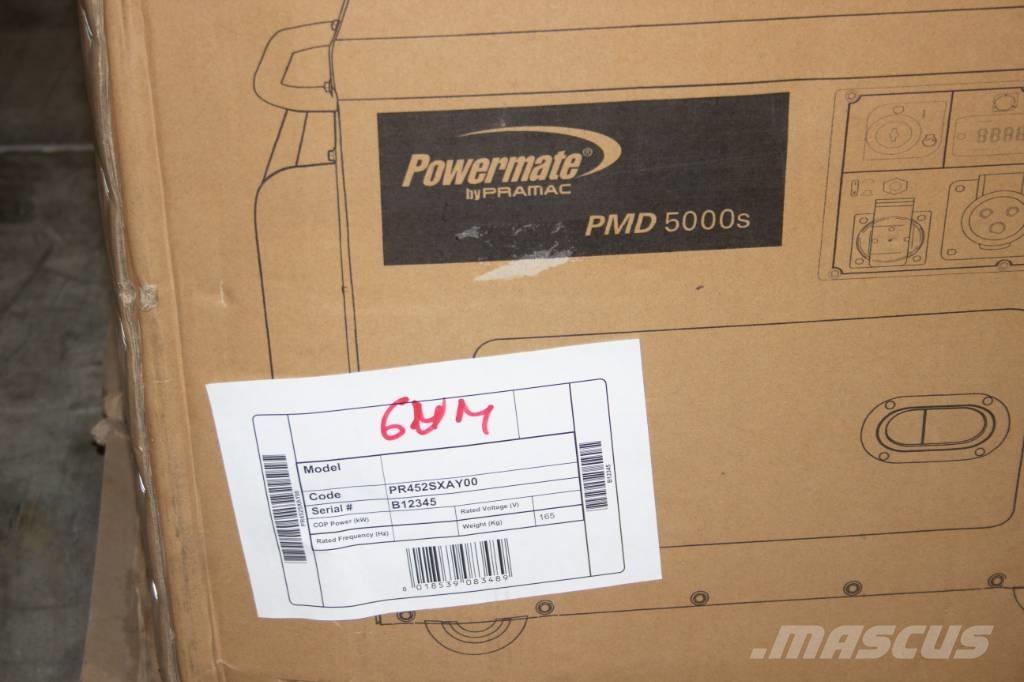 Powermate®
by PRAMAC
PMD 5000s
Model
Code PR452SXAY00
Serial # B12345
COP Power (kW) Rated Voltage (V)
Rated Frequency (Hz) Weight (Kg) 165
B12345
8 018539 083489
MASCUS